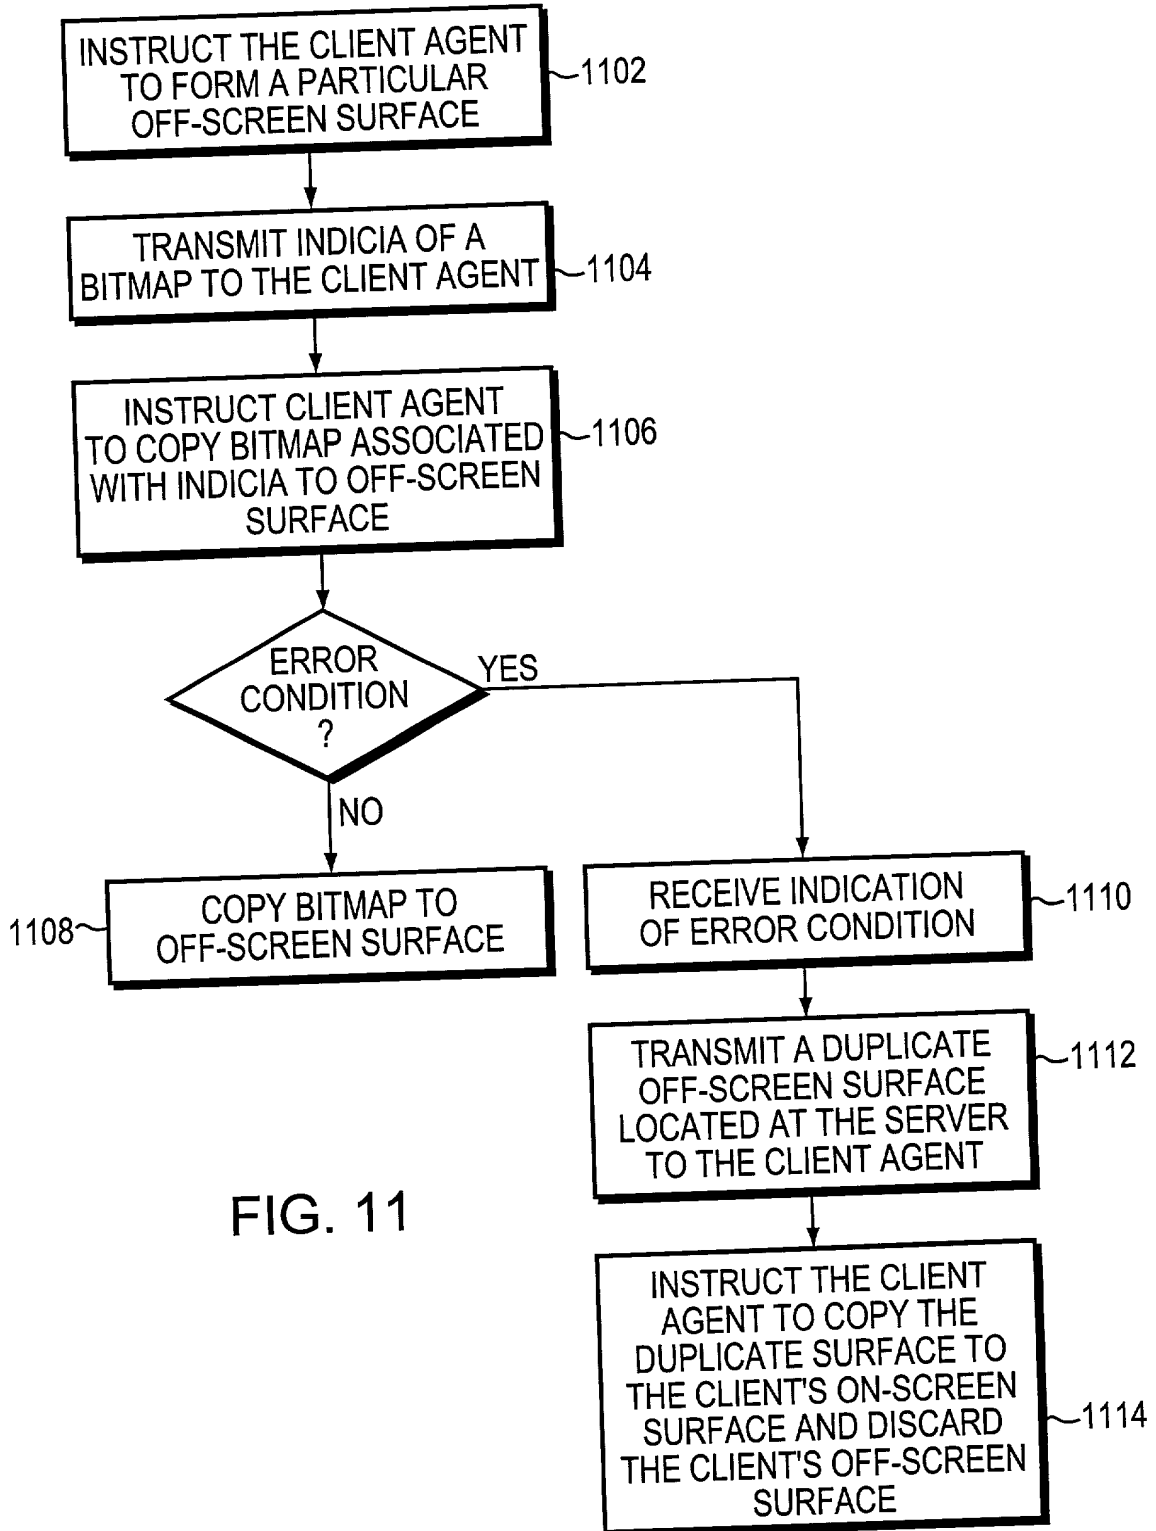 INSTRUCT THE CLIENT AGENT
TO FORM A PARTICULAR
OFF-SCREEN SURFACE
1102
TRANSMIT INDICIA OF A
BITMAP TO THE CLIENT AGENT
1104
INSTRUCT CLIENT AGENT
TO COPY BITMAP ASSOCIATED
WITH INDICIA TO OFF-SCREEN
SURFACE
1106
ERROR
CONDITION
?
YES
NO
COPY BITMAP TO
OFF-SCREEN SURFACE
1108
RECEIVE INDICATION
OF ERROR CONDITION
1110
TRANSMIT A DUPLICATE
OFF-SCREEN SURFACE
LOCATED AT THE SERVER
TO THE CLIENT AGENT
1112
INSTRUCT THE CLIENT
AGENT TO COPY THE
DUPLICATE SURFACE TO
THE CLIENT'S ON-SCREEN
SURFACE AND DISCARD
THE CLIENT'S OFF-SCREEN
SURFACE
1114
FIG. 11